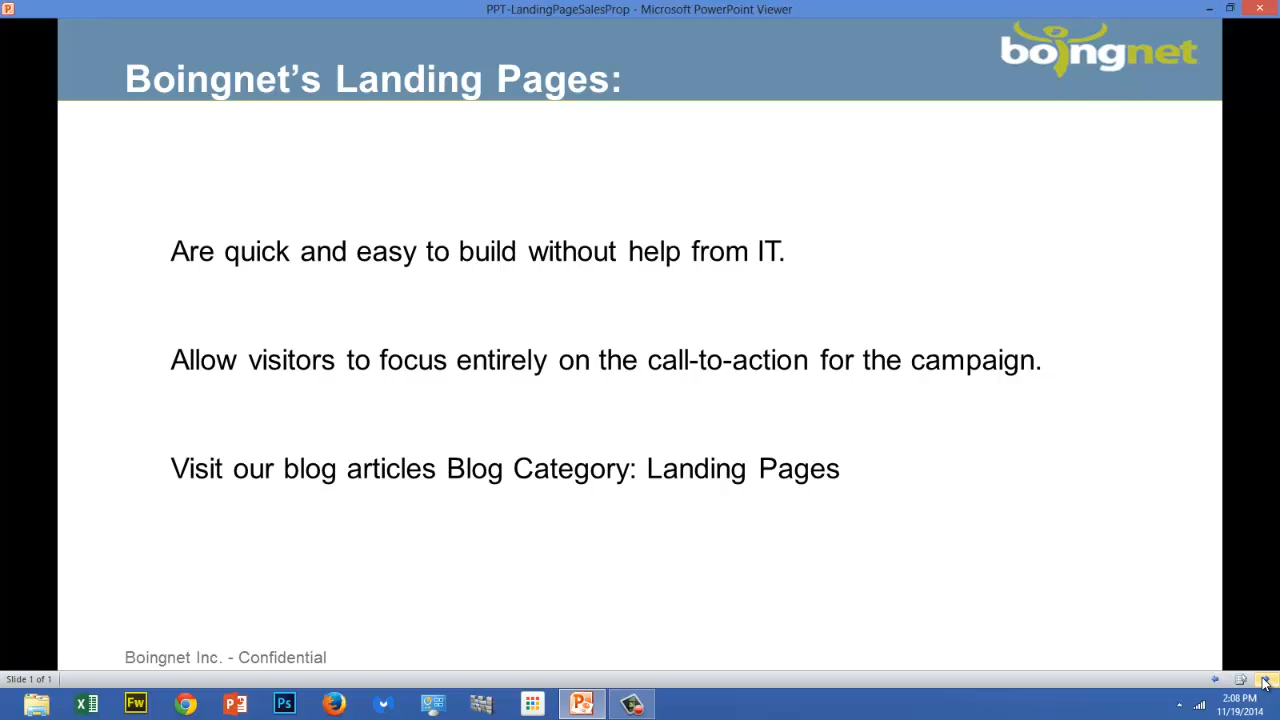 PPT-LandingPageSalesProp - Microsoft PowerPoint Viewer
boingnet
Boingnet’s Landing Pages:
Are quick and easy to build without help from IT.
Allow visitors to focus entirely on the call-to-action for the campaign.
Visit our blog articles Blog Category: Landing Pages
Boingnet Inc. - Confidential
Slide 1 of 1
Fw
Ps
2:08 PM
11/19/2014